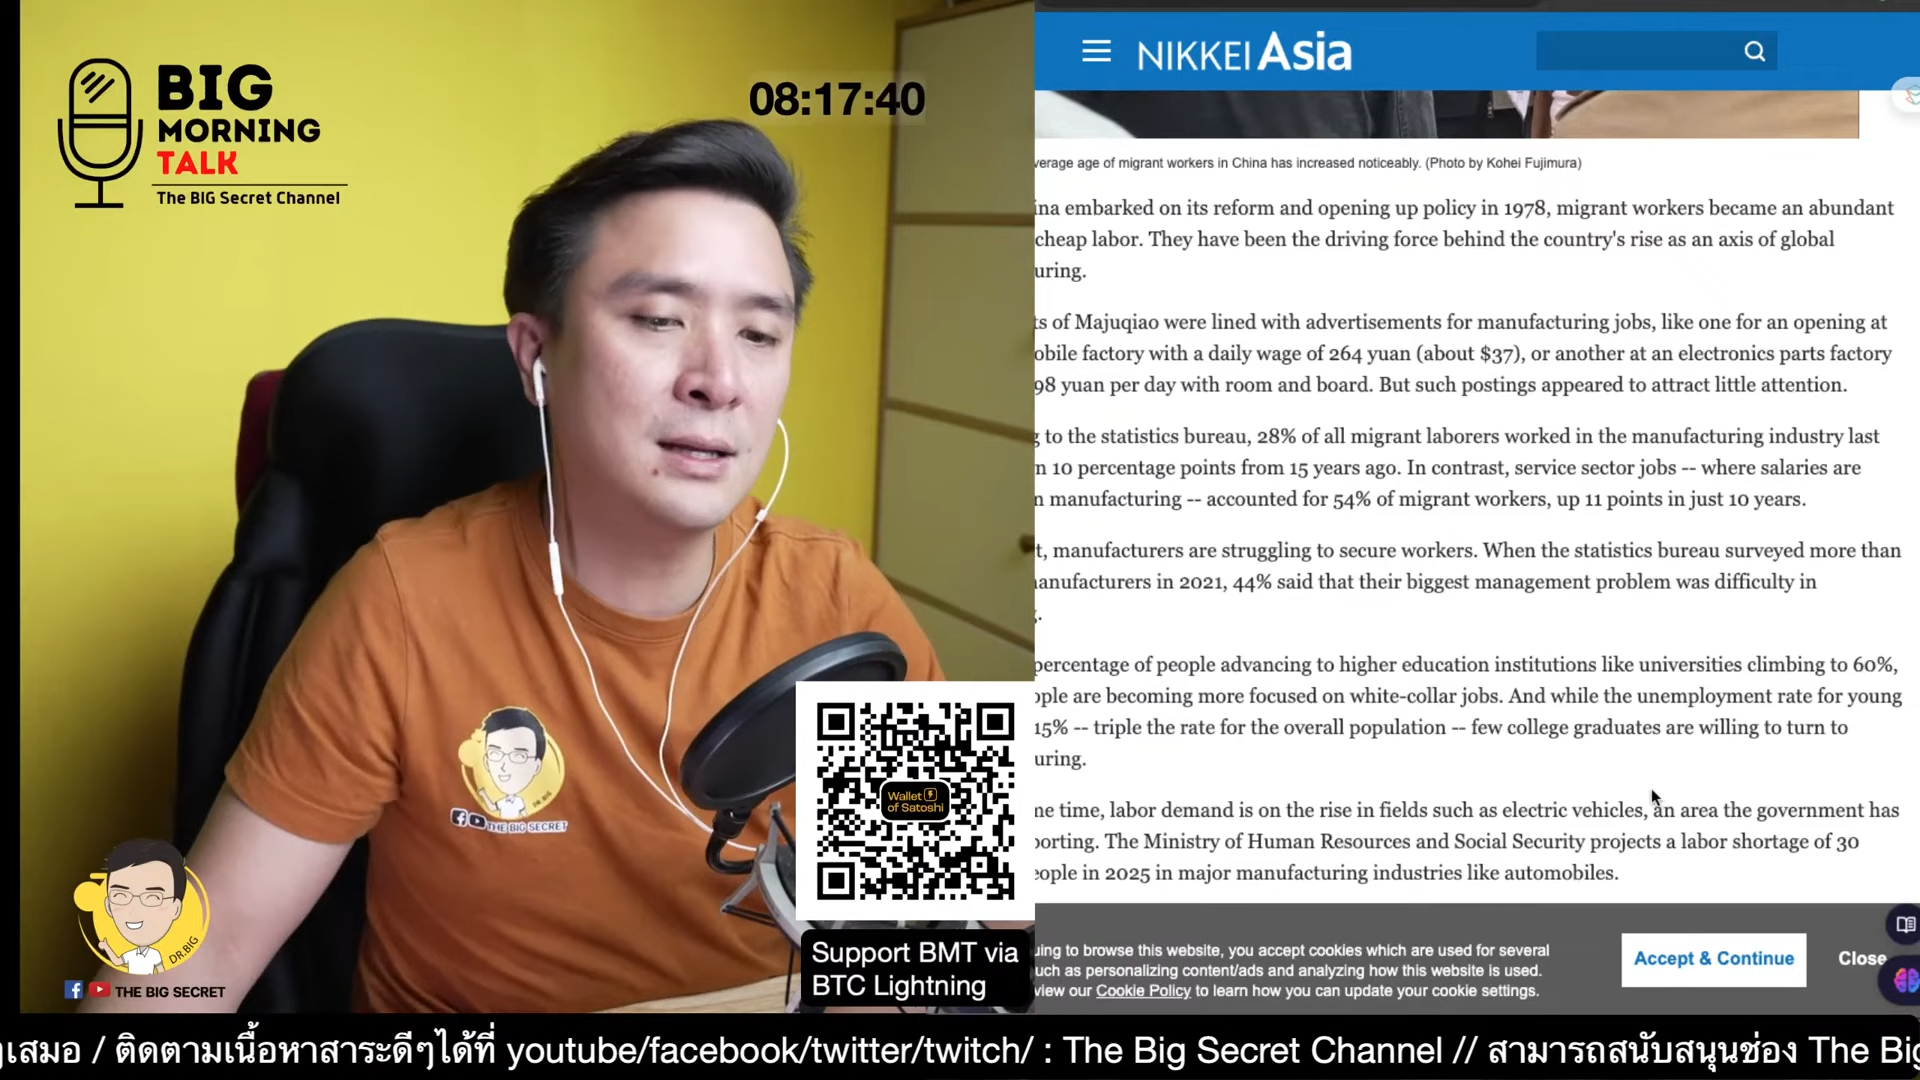 BIG
MORNING
TALK
The BIG Secret Channel
08:17:40
DR.BIG
THE BIG SECRET
DR.BIG
THE BIG SECRET
Wallet
of Satoshi
Support BMT via
BTC Lightning
NIKKEI Asia
verage age of migrant workers in China has increased noticeably. (Photo by Kohei Fujimura)
ina embarked on its reform and opening up policy in 1978, migrant workers became an abundant
cheap labor. They have been the driving force behind the country's rise as an axis of global
uring.
ts of Majuqiao were lined with advertisements for manufacturing jobs, like one for an opening at
obile factory with a daily wage of 264 yuan (about $37), or another at an electronics parts factory
98 yuan per day with room and board. But such postings appeared to attract little attention.
g to the statistics bureau, 28% of all migrant laborers worked in the manufacturing industry last
n 10 percentage points from 15 years ago. In contrast, service sector jobs -- where salaries are
n manufacturing -- accounted for 54% of migrant workers, up 11 points in just 10 years.
t, manufacturers are struggling to secure workers. When the statistics bureau surveyed more than
anufacturers in 2021, 44% said that their biggest management problem was difficulty in
g.
percentage of people advancing to higher education institutions like universities climbing to 60%,
ople are becoming more focused on white-collar jobs. And while the unemployment rate for young
15% -- triple the rate for the overall population -- few college graduates are willing to turn to
uring.
me time, labor demand is on the rise in fields such as electric vehicles, an area the government has
porting. The Ministry of Human Resources and Social Security projects a labor shortage of 30
eople in 2025 in major manufacturing industries like automobiles.
uing to browse this website, you accept cookies which are used for several
uch as personalizing content/ads and analyzing how this website is used.
view our Cookie Policy to learn how you can update your cookie settings.
Accept & Continue
Close
ๆเสมอ / ติดตามเนื้อหาสาระดีๆได้ที่ youtube/facebook/twitter/twitch/ : The Big Secret Channel // สามารถสนับสนุนช่อง The Big